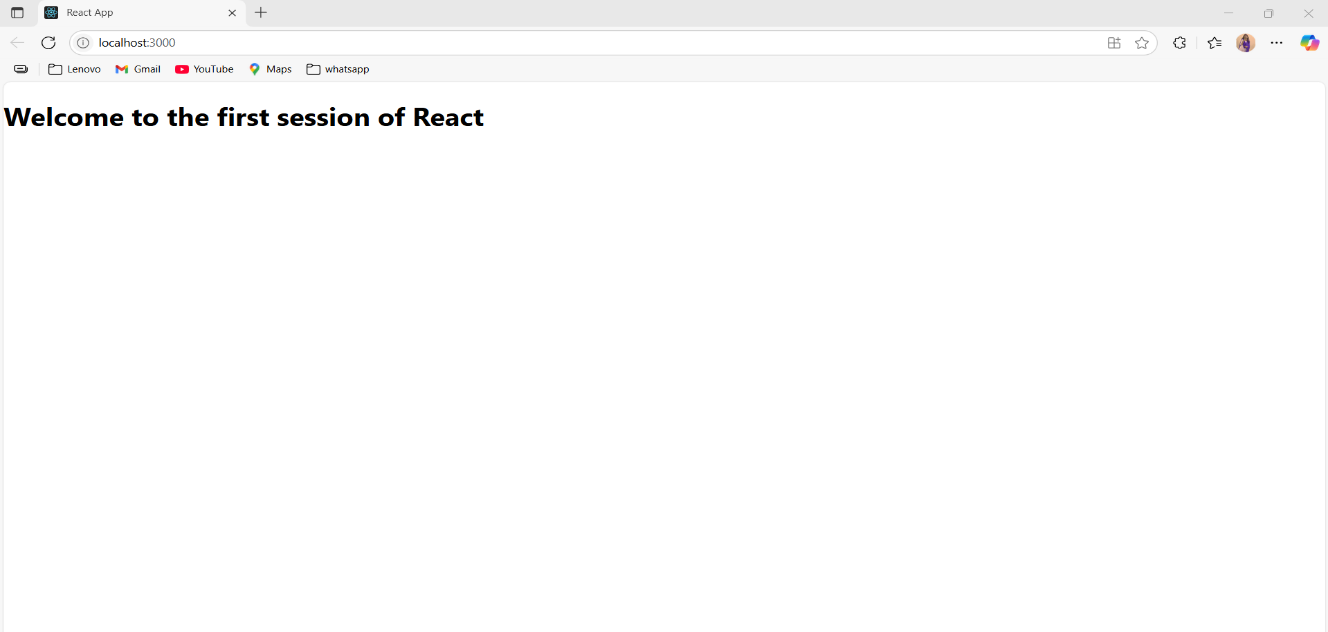 React App
localhost:3000
Lenovo Gmail YouTube Maps whatsapp
Welcome to the first session of React